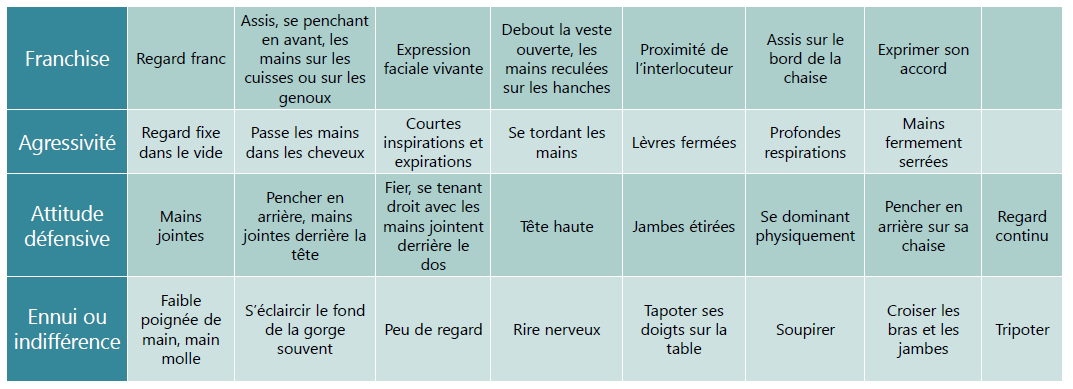 Franchise
Regard franc
Assis, se penchant
en avant, les
mains sur les
cuisses ou sur les
genoux
Expression
faciale vivante
Debout la veste
ouverte, les
mains reculées
sur les hanches
Proximité de
l'interlocuteur
Assis sur le
bord de la
chaise
Exprimer son
accord
Agressivité
Regard fixe
dans le vide
Passe les mains
dans les cheveux
Courtes
inspirations et
expirations
Se tordant les
mains
Lèvres fermées
Profondes
respirations
Mains
fermement
serrées
Attitude
défensive
Mains
jointes
Pencher en
arrière, mains
jointes derrière la
tête
Fier, se tenant
droit avec les
mains jointent
derrière le
dos
Tête haute
Jambes étirées
Se dominant
physiquement
Pencher en
arrière sur sa
chaise
Regard
continu
Ennui ou
indifférence
Faible
poignée de
main, main
molle
S'éclaircir le fond
de la gorge
souvent
Peu de regard
Rire nerveux
Tapoter ses
doigts sur la
table
Soupirer
Croiser les
bras et les
jambes
Tripoter